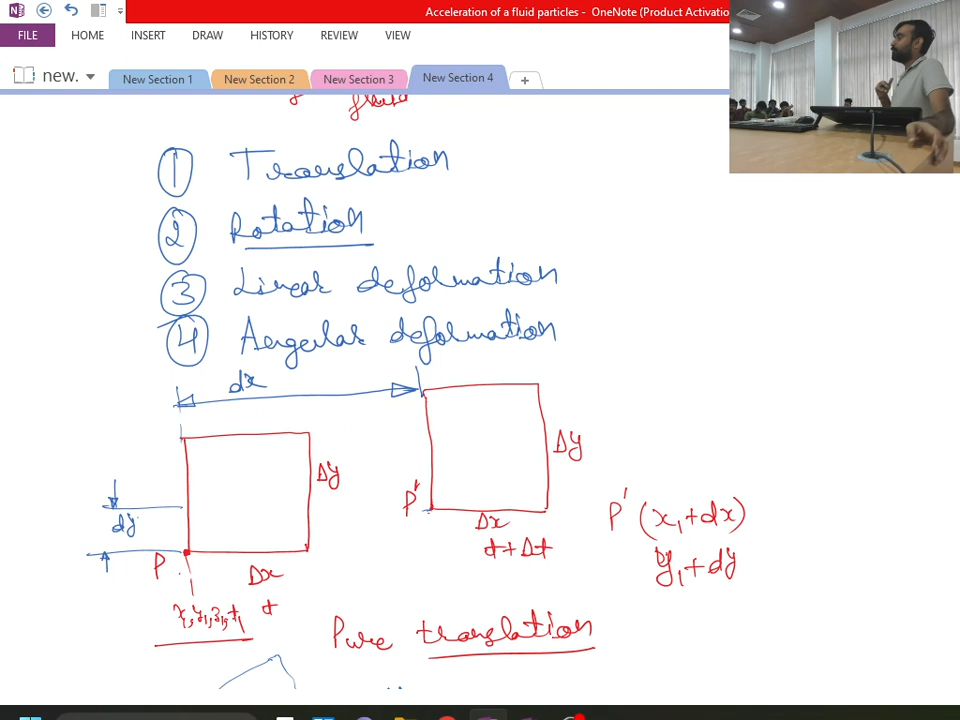 Acceleration of a fluid particles - OneNote (Product Activatio
FILE HOME INSERT DRAW HISTORY REVIEW VIEW
new. New Section 1 New Section 2 New Section 3 New Section 4 +
fluid
1 Translation
2 Rotation
3 Linear deformation
4 Angular deformation
dx
Δy
Δy
P'
dy
Δx
P'(x₁+dx)
t+Δt
P
Δx
y₁+dy
x₁,y₁,z₁,t₁
t
Pure translation